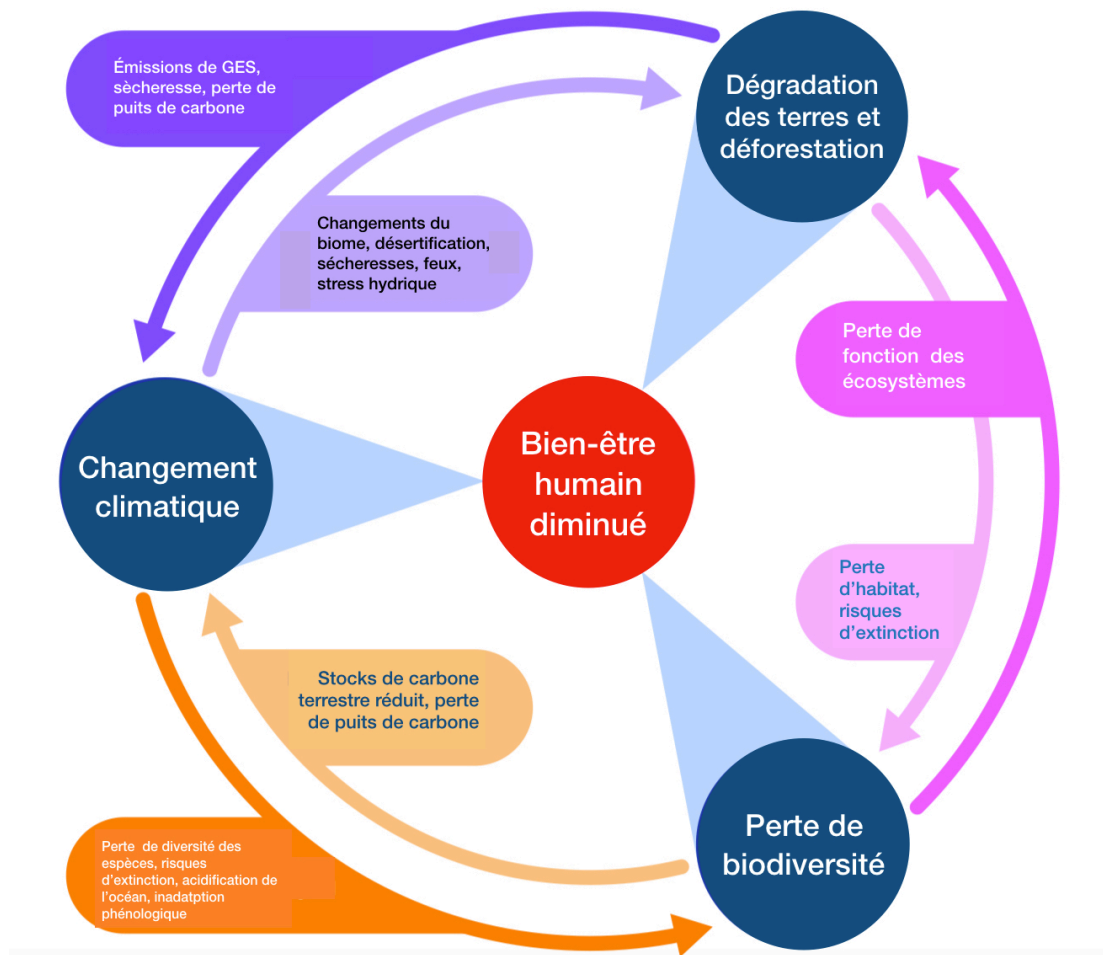 Émissions de GES,
sècheresse, perte de
puits de carbone
Dégradation
des terres et
déforestation
Changements du
biome, désertification,
sécheresses, feux,
stress hydrique
Perte de
fonction des
écosystèmes
Changement
climatique
Bien-être
humain
diminué
Perte
d’habitat,
risques
d’extinction
Stocks de carbone
terrestre réduit, perte
de puits de carbone
Perte de
biodiversité
Perte de diversité des
espèces, risques
d’extinction, acidification de
l’océan, inadatption
phénologique